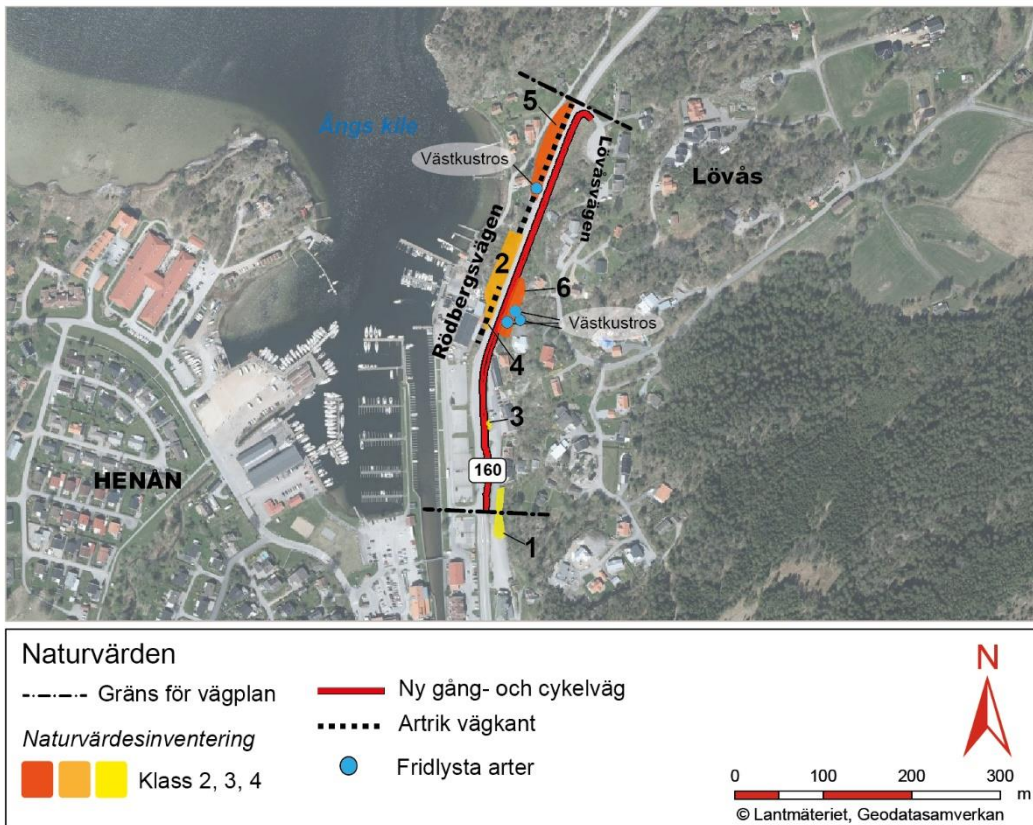 5
Ängs kile
Västkustros
Lövåsvägen
Lövås
Rödbergsvägen
2
6
Västkustros
4
3
160
HENÅN
1
Naturvärden
Gräns för vägplan
Naturvärdesinventering
Klass 2, 3, 4
Ny gång- och cykelväg
Artrik vägkant
Fridlysta arter
N
0 100 200 300
m
© Lantmäteriet, Geodatasamverkan